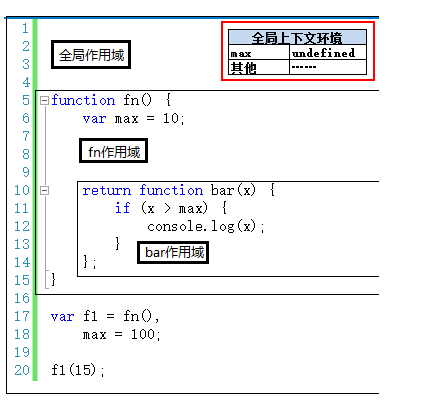 1
2
3
4
5 function fn() {
6 var max = 10;
7
8
9
10 return function bar(x) {
11 if (x > max) {
12 console.log(x);
13 }
14 };
15 }
16
17 var f1 = fn(),
18 max = 100;
19
20 f1(15);
全局作用域
fn作用域
bar作用域
全局上下文环境
max undefined
其他 ------